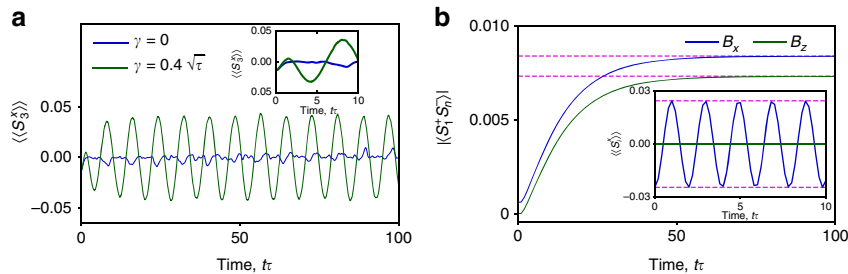 a
γ = 0
γ = 0.4 √τ
⟨⟨S₃ˣ⟩⟩
0.05
0.00
−0.05
0 50 100
Time, tτ
⟨⟨S₃ˣ⟩⟩
0.05
0.00
0.05
0 5 10
Time, tτ
b
Bₓ
B_z
|⟨S₁⁺Sₙ⁻⟩|
0.010
0.005
0
0 50 100
Time, tτ
0.03
0.00
−0.03
0 5 10
Time, tτ